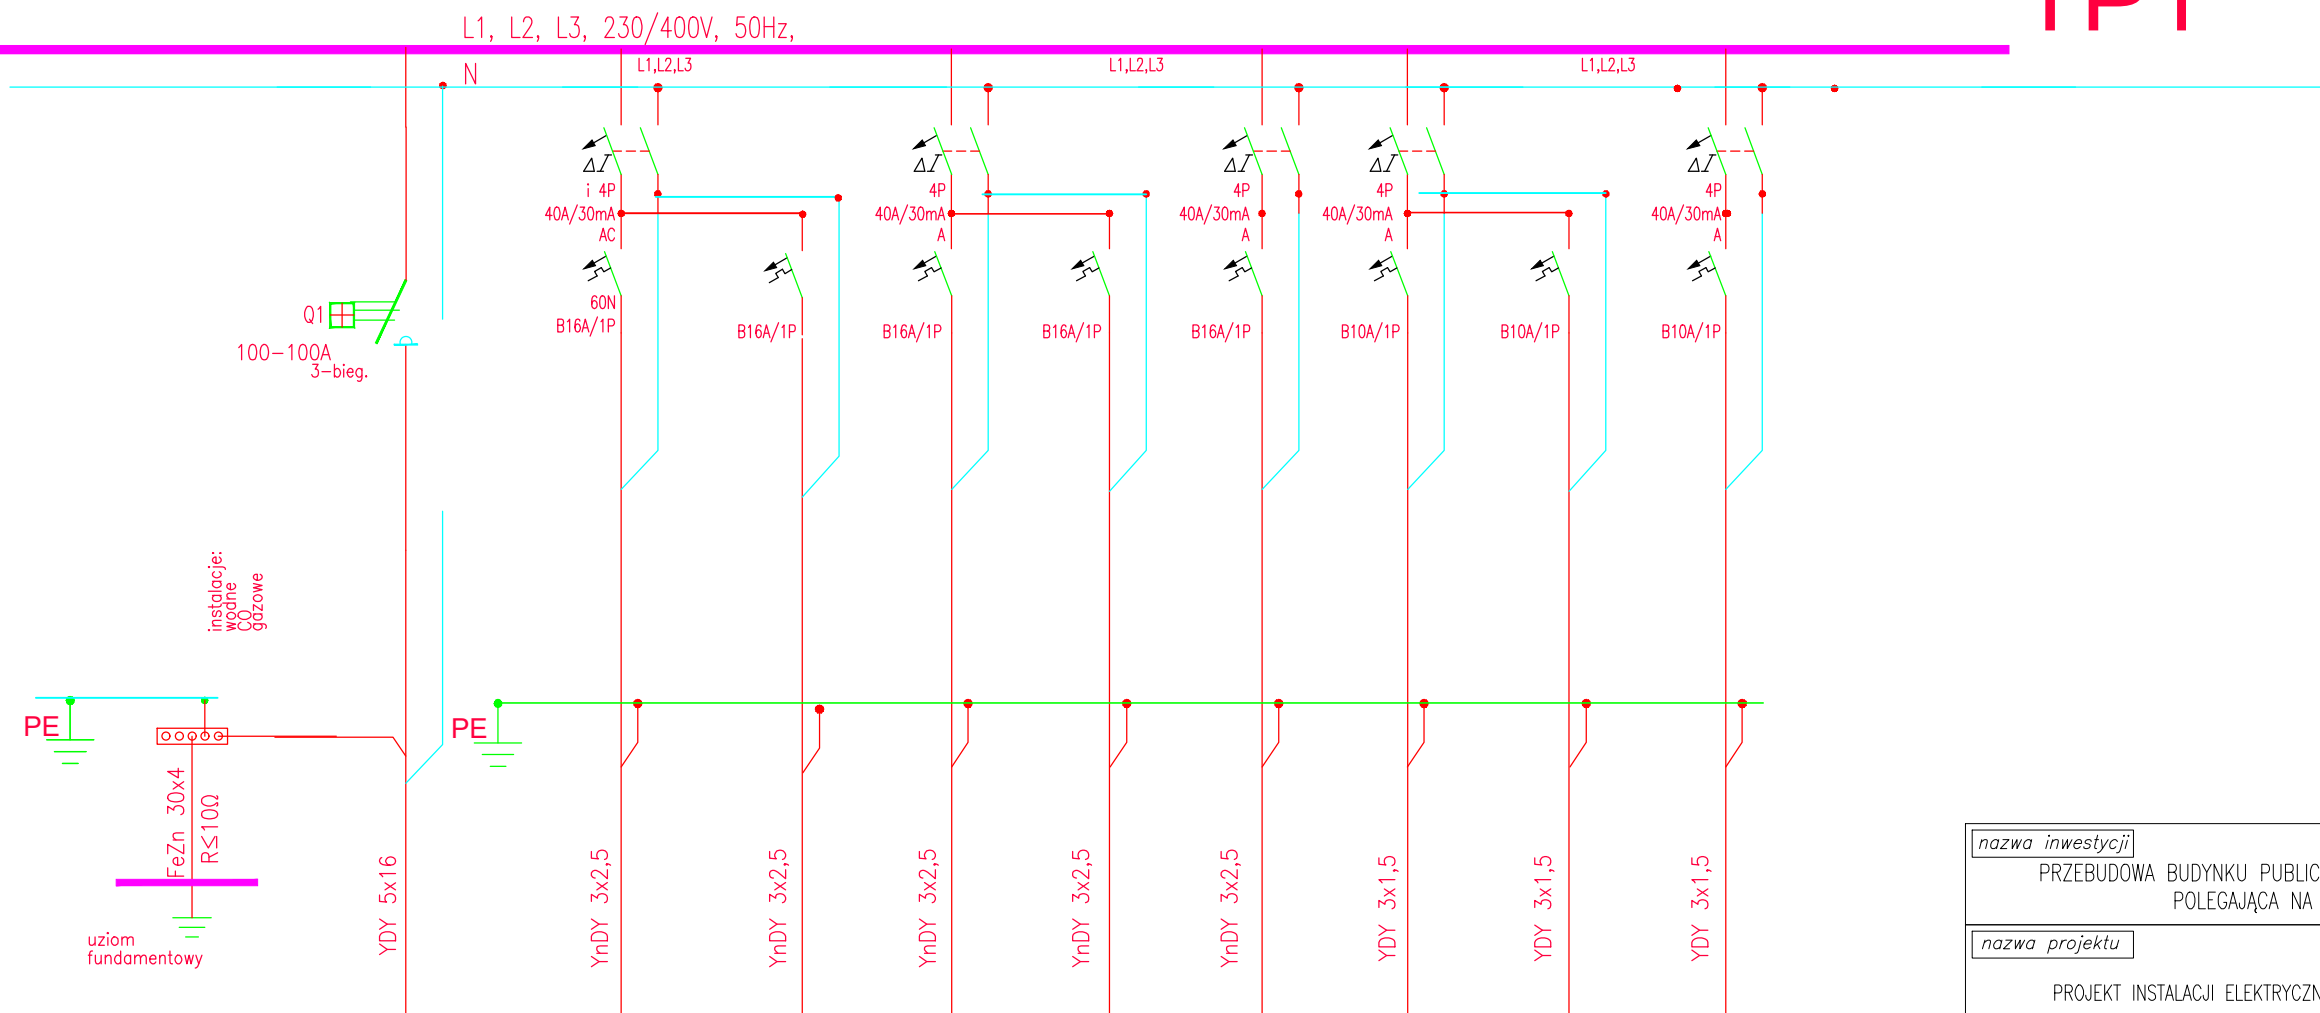 L1, L2, L3, 230/400V, 50Hz,
N
L1,L2,L3
L1,L2,L3
L1,L2,L3
ΔI
ΔI
ΔI
ΔI
ΔI
i 4P
40A/30mA
AC
4P
40A/30mA
A
4P
40A/30mA
A
4P
40A/30mA
A
4P
40A/30mA
A
60N
B16A/1P
B16A/1P
B16A/1P
B16A/1P
B16A/1P
B10A/1P
B10A/1P
B10A/1P
Q1
100-100A
3-bieg.
instalacje:
wodne
CO
gazowe
PE
PE
FeZn 30x4
R≤10Ω
uziom
fundamentowy
YDY 5x16
YnDY 3x2,5
YnDY 3x2,5
YnDY 3x2,5
YnDY 3x2,5
YnDY 3x2,5
YDY 3x1,5
YDY 3x1,5
YDY 3x1,5
nazwa inwestycji
PRZEBUDOWA BUDYNKU PUBLIC
POLEGAJĄCA NA
nazwa projektu
PROJEKT INSTALACJI ELEKTRYCZN